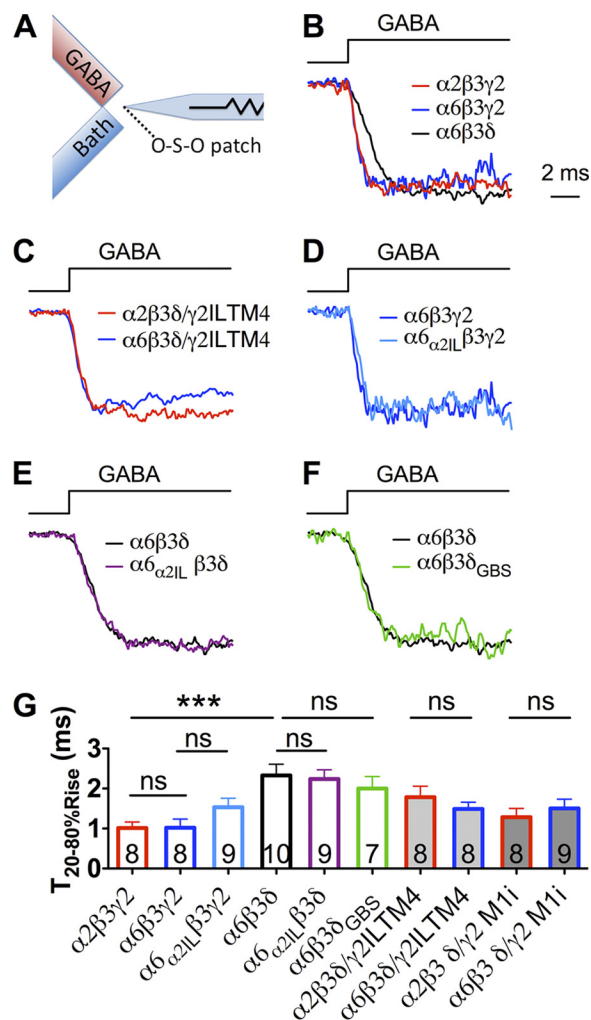 A
GABA
Bath
O-S-O patch
B
GABA
α2β3γ2
α6β3γ2
α6β3δ
2 ms
C
GABA
α2β3δ/γ2ILTM4
α6β3δ/γ2ILTM4
D
GABA
α6β3γ2
α6α2ILβ3γ2
E
GABA
α6β3δ
α6α2IL β3δ
F
GABA
α6β3δ
α6β3δGBS
G
T20-80%Rise (ms)
3
2
1
0
*** ns ns ns
ns ns
ns
8 8 9 10 9 7 8 8 8 9
α2β3γ2
α6β3γ2
α6α2ILβ3γ2
α6β3δ
α6α2ILβ3δ
α6β3δGBS
α2β3δ/γ2ILTM4
α6β3δ/γ2ILTM4
α2β3 δ/γ2 M1i
α6β3 δ/γ2 M1i